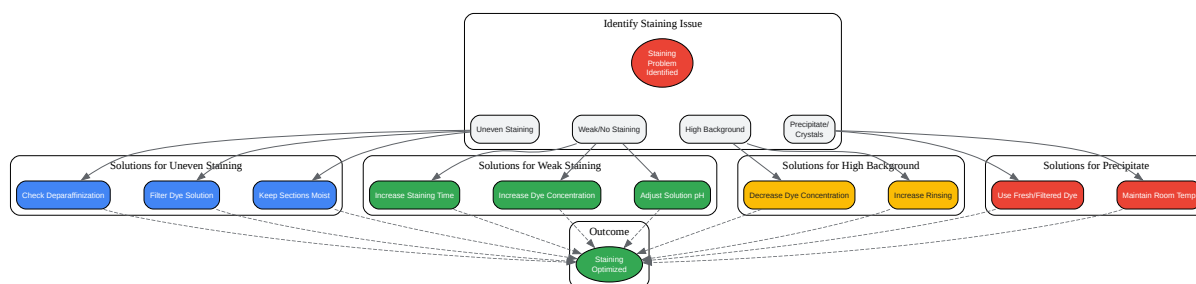 Identify Staining Issue
Staining
Problem
Identified
Uneven Staining
Weak/No Staining
High Background
Precipitate/
Crystals
Solutions for Uneven Staining
Solutions for Weak Staining
Solutions for High Background
Solutions for Precipitate
Check Deparaffinization
Filter Dye Solution
Keep Sections Moist
Increase Staining Time
Increase Dye Concentration
Adjust Solution pH
Decrease Dye Concentration
Increase Rinsing
Use Fresh/Filtered Dye
Maintain Room Temp
Outcome
Staining
Optimized